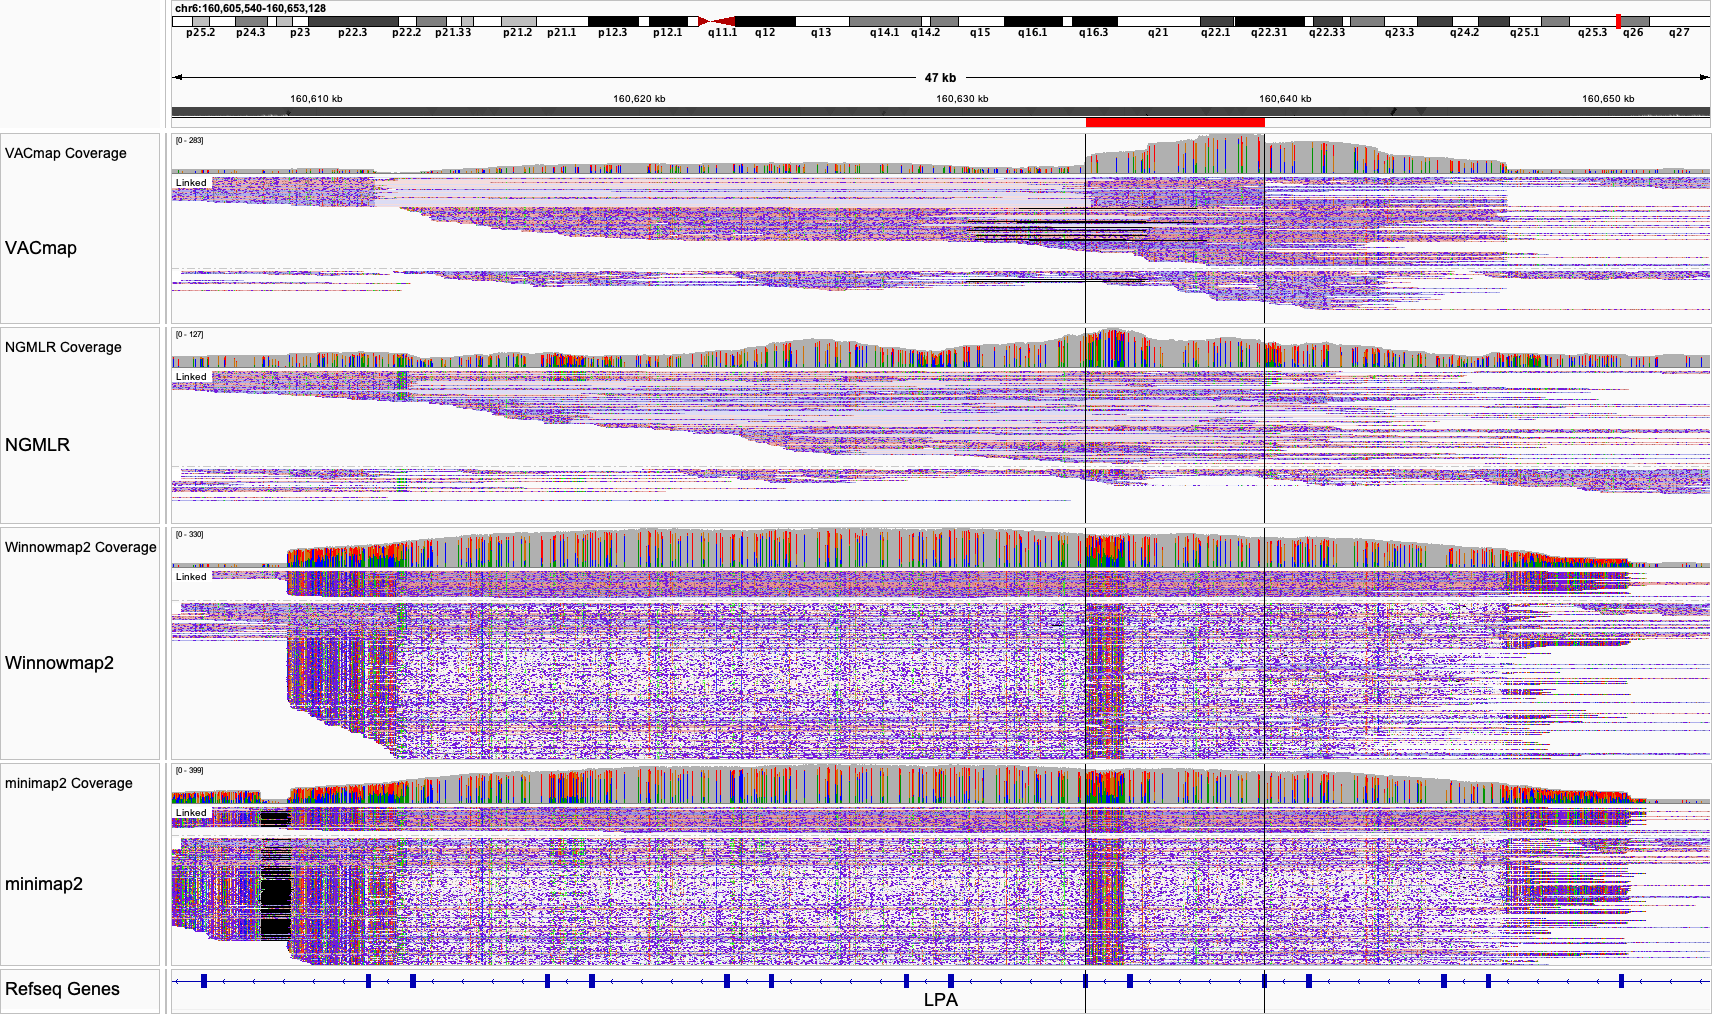 chr6:160,605,540-160,653,128
p25.2 p24.3 p23 p22.3 p22.2 p21.33 p21.2 p21.1 p12.3 p12.1 q11.1 q12 q13 q14.1 q14.2 q15 q16.1 q16.3 q21 q22.1 q22.31 q22.33 q23.3 q24.2 q25.1 q25.3 q26 q27
47 kb
160,610 kb 160,620 kb 160,630 kb 160,640 kb 160,650 kb
[0 - 283]
VACmap Coverage
Linked
VACmap
[0 - 127]
NGMLR Coverage
Linked
NGMLR
[0 - 330]
Winnowmap2 Coverage
Linked
Winnowmap2
[0 - 399]
minimap2 Coverage
Linked
minimap2
Refseq Genes
LPA